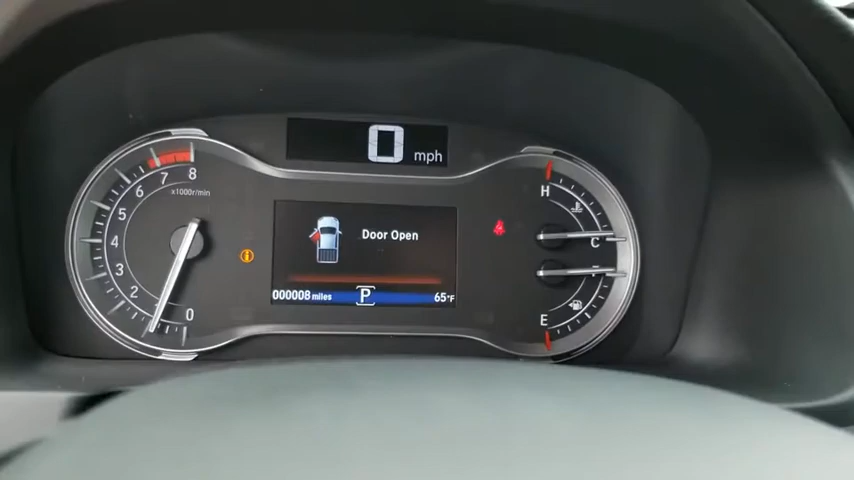 0 mph
8
7
6
5
4
3
2
1
0
x1000r/min
Door Open
000008 miles
P
65°F
H
C
E